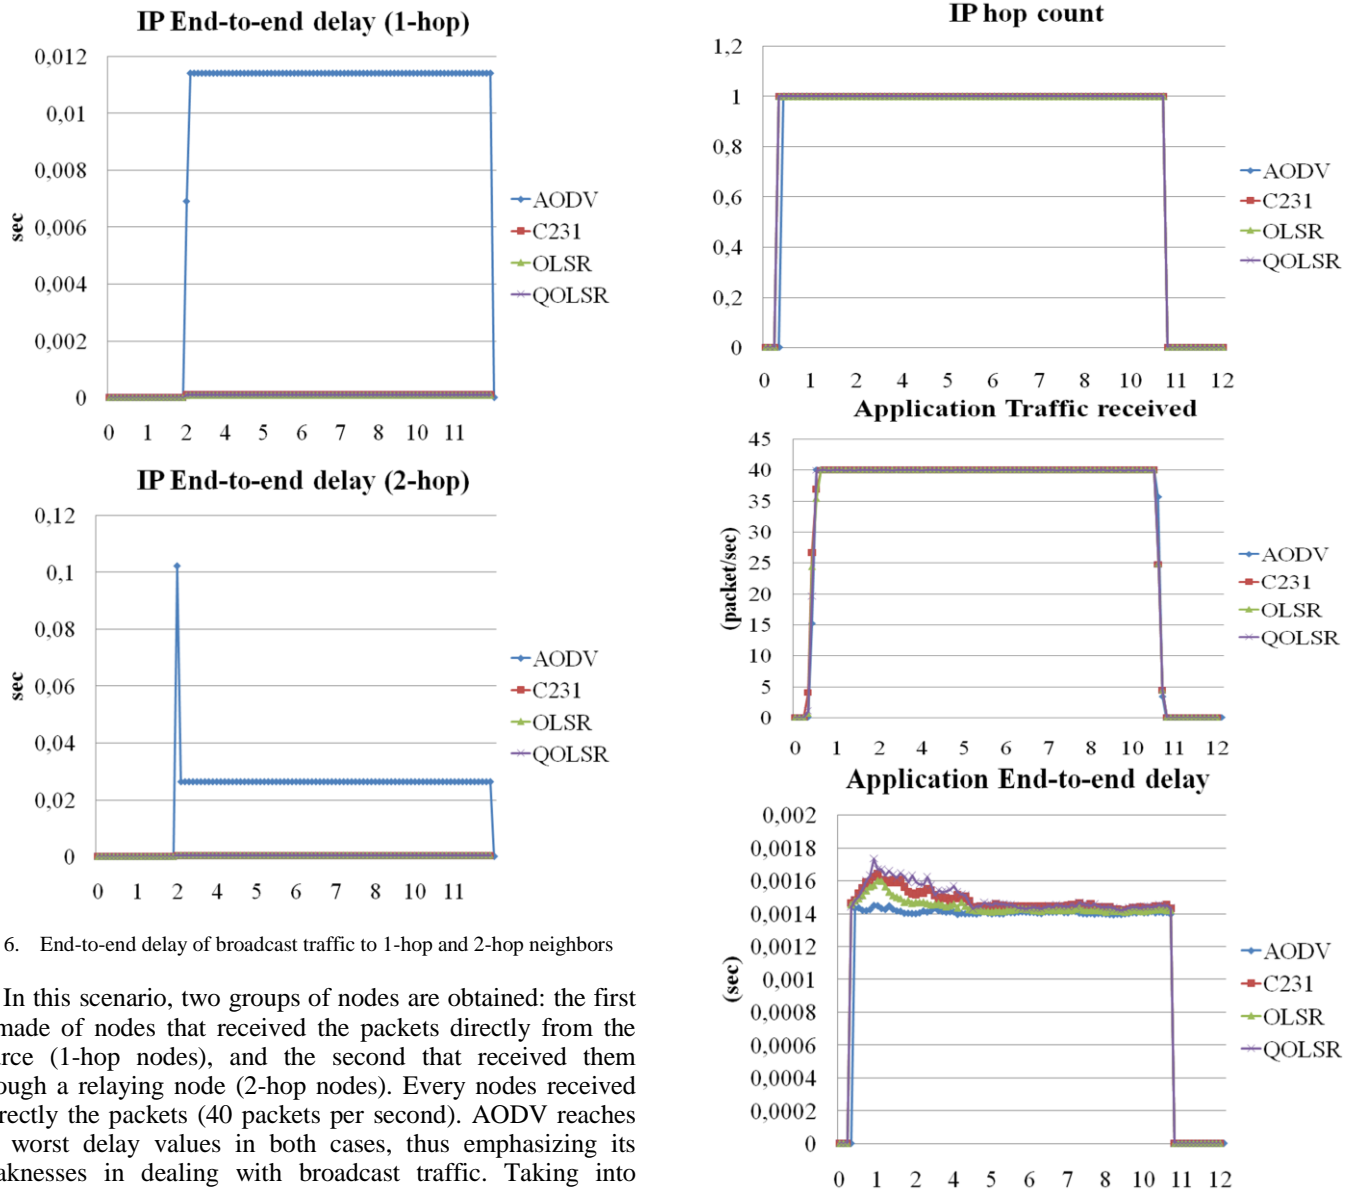 IP End-to-end delay (1-hop)
0,012
0,01
0,008
0,006
0,004
0,002
0
sec
0 1 2 4 5 6 7 8 10 11
AODV
C231
OLSR
QOLSR
IP End-to-end delay (2-hop)
0,12
0,1
0,08
0,06
0,04
0,02
0
sec
0 1 2 4 5 6 7 8 10 11
AODV
C231
OLSR
QOLSR
6. End-to-end delay of broadcast traffic to 1-hop and 2-hop neighbors
In this scenario, two groups of nodes are obtained: the first
made of nodes that received the packets directly from the
rce (1-hop nodes), and the second that received them
ough a relaying node (2-hop nodes). Every nodes received
rectly the packets (40 packets per second). AODV reaches
worst delay values in both cases, thus emphasizing its
aknesses in dealing with broadcast traffic. Taking into
IP hop count
1,2
1
0,8
0,6
0,4
0,2
0
0 1 2 4 5 6 7 8 10 11 12
AODV
C231
OLSR
QOLSR
Application Traffic received
45
40
35
30
25
20
15
10
5
0
(packet/sec)
0 1 2 4 5 6 7 8 10 11 12
AODV
C231
OLSR
QOLSR
Application End-to-end delay
0,002
0,0018
0,0016
0,0014
0,0012
0,001
0,0008
0,0006
0,0004
0,0002
0
(sec)
0 1 2 4 5 6 7 8 10 11 12
AODV
C231
OLSR
QOLSR